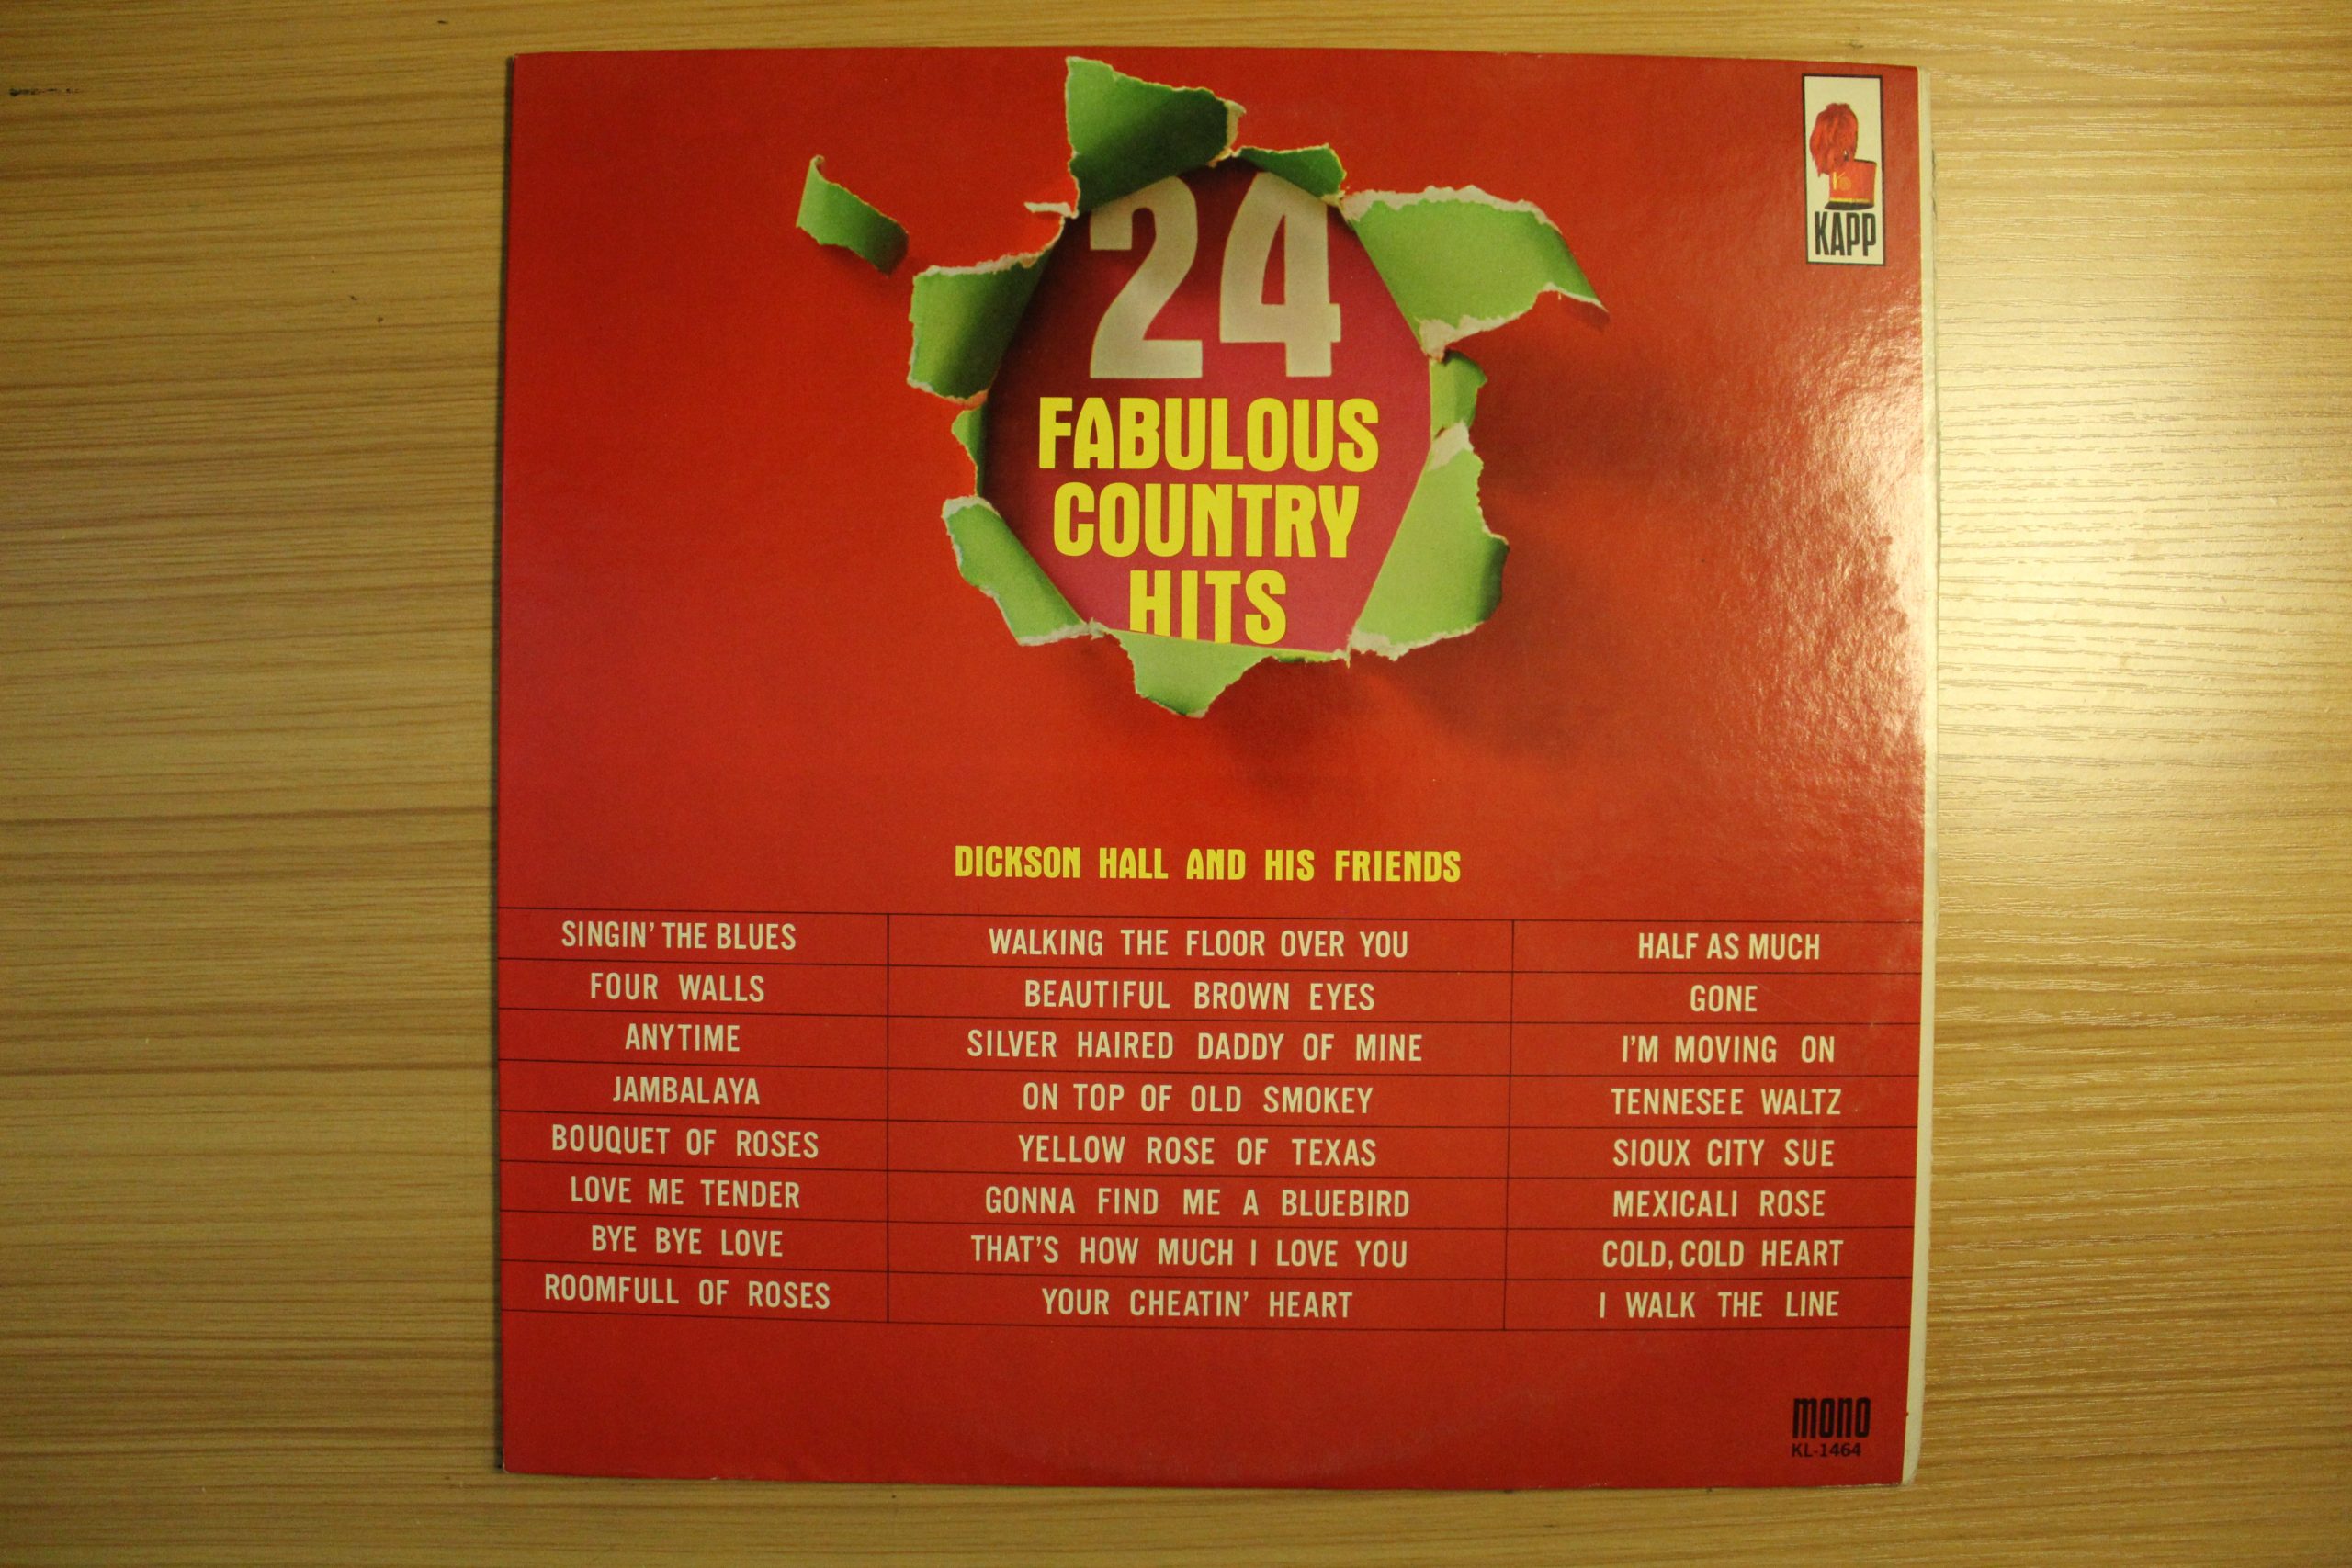 24
FABULOUS
COUNTRY
HITS
KAPP
DICKSON HALL AND HIS FRIENDS
SINGIN' THE BLUES
FOUR WALLS
ANYTIME
JAMBALAYA
BOUQUET OF ROSES
LOVE ME TENDER
BYE BYE LOVE
ROOMFULL OF ROSES
WALKING THE FLOOR OVER YOU
BEAUTIFUL BROWN EYES
SILVER HAIRED DADDY OF MINE
ON TOP OF OLD SMOKEY
YELLOW ROSE OF TEXAS
GONNA FIND ME A BLUEBIRD
THAT'S HOW MUCH I LOVE YOU
YOUR CHEATIN' HEART
HALF AS MUCH
GONE
I'M MOVING ON
TENNESEE WALTZ
SIOUX CITY SUE
MEXICALI ROSE
COLD, COLD HEART
I WALK THE LINE
mono
KL-1464